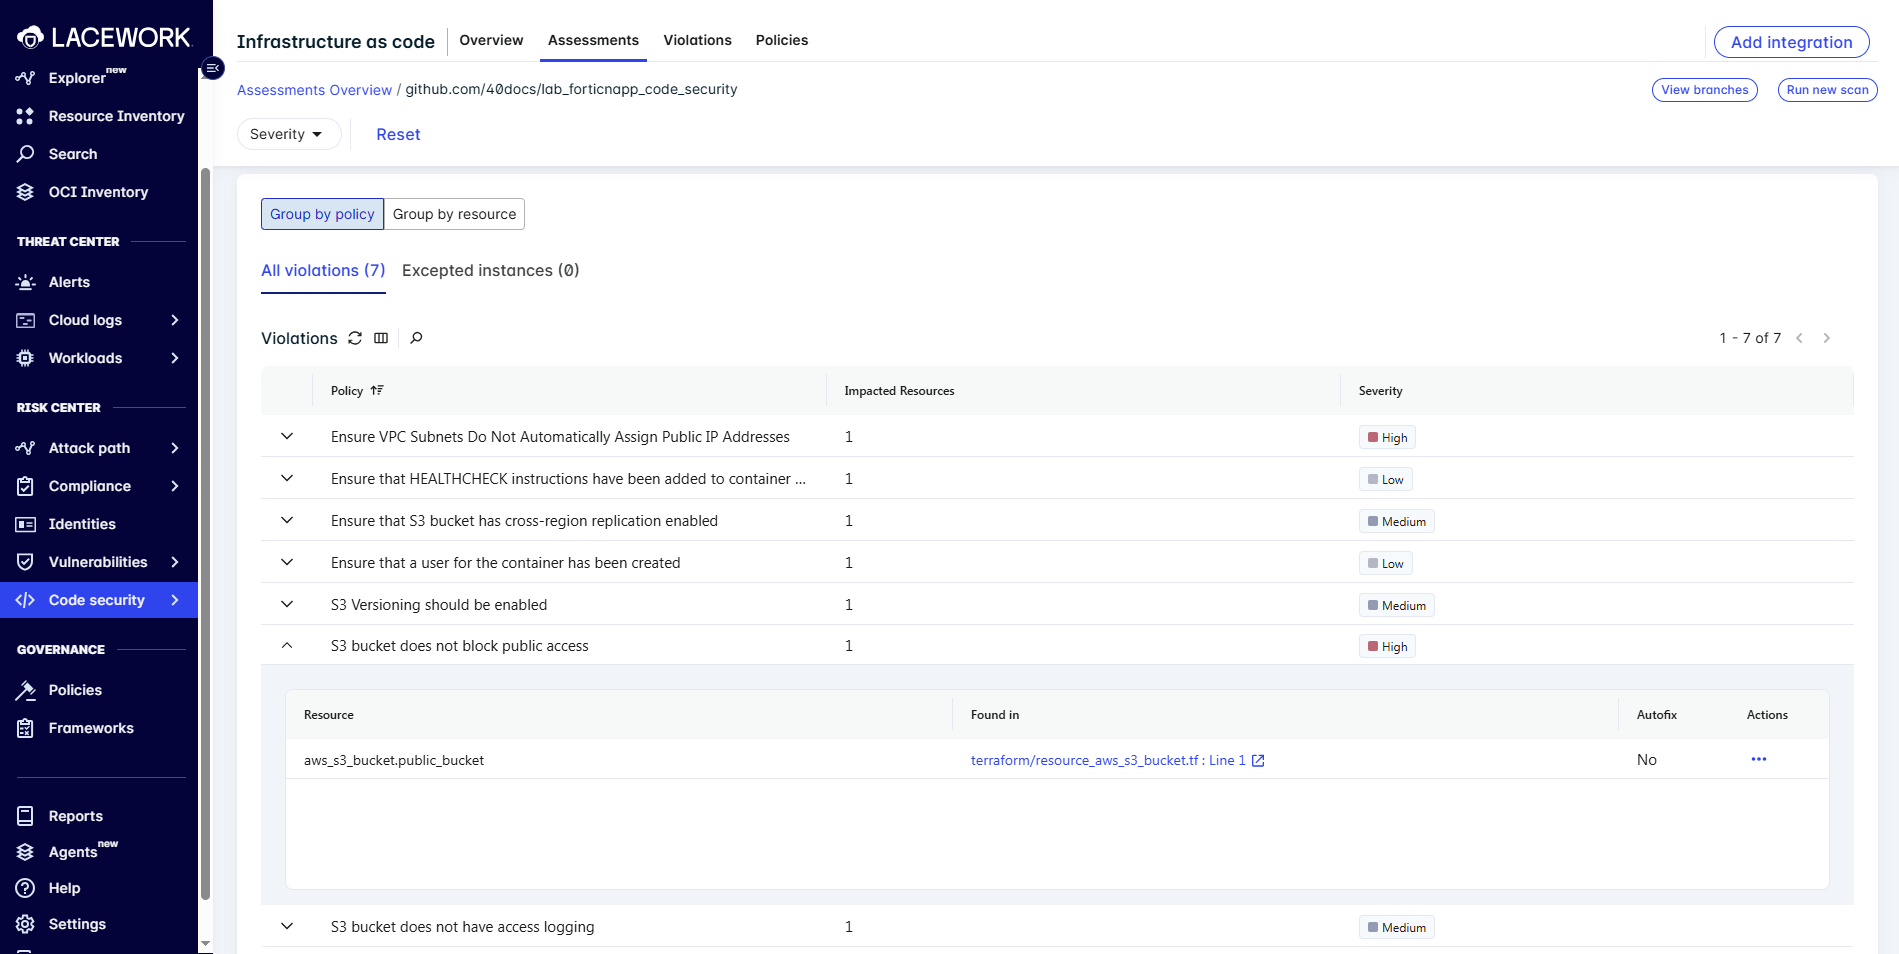 LACEWORK
Explorer new
Resource Inventory
Search
OCI Inventory
THREAT CENTER
Alerts
Cloud logs
Workloads
RISK CENTER
Attack path
Compliance
Identities
Vulnerabilities
Code security
GOVERNANCE
Policies
Frameworks
Reports
Agents new
Help
Settings
Infrastructure as code
Overview
Assessments
Violations
Policies
Add integration
Assessments Overview / github.com/40docs/lab_forticnapp_code_security
View branches
Run new scan
Severity
Reset
Group by policy
Group by resource
All violations (7)
Excepted instances (0)
Violations
1 - 7 of 7
Policy
Impacted Resources
Severity
Ensure VPC Subnets Do Not Automatically Assign Public IP Addresses 1 High
Ensure that HEALTHCHECK instructions have been added to container ... 1 Low
Ensure that S3 bucket has cross-region replication enabled 1 Medium
Ensure that a user for the container has been created 1 Low
S3 Versioning should be enabled 1 Medium
S3 bucket does not block public access 1 High
Resource Found in Autofix Actions
aws_s3_bucket.public_bucket terraform/resource_aws_s3_bucket.tf : Line 1 No ...
S3 bucket does not have access logging 1 Medium